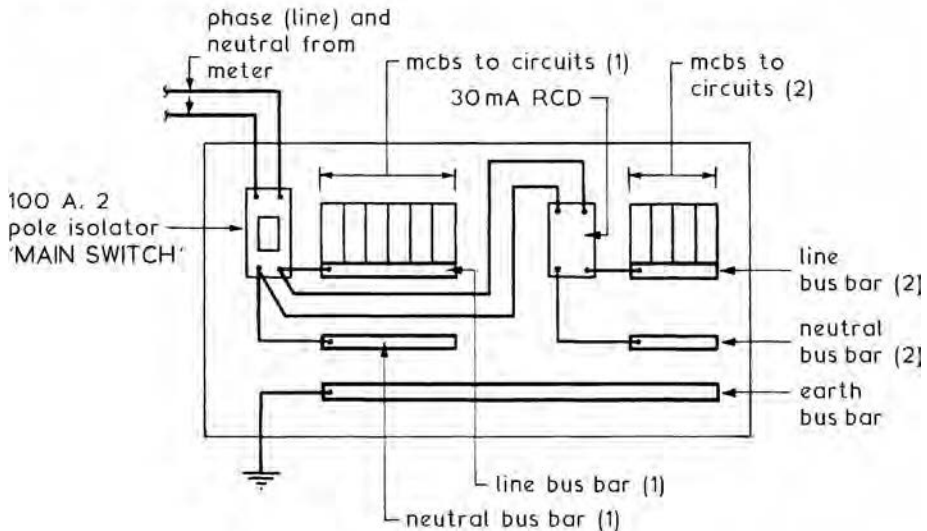 phase (line) and
neutral from
meter
mcbs to circuits (1)
30 mA RCD
mcbs to
circuits (2)
100 A. 2
pole isolator
'MAIN SWITCH'
line
bus bar (2)
neutral
bus bar (2)
earth
bus bar
line bus bar (1)
neutral bus bar (1)